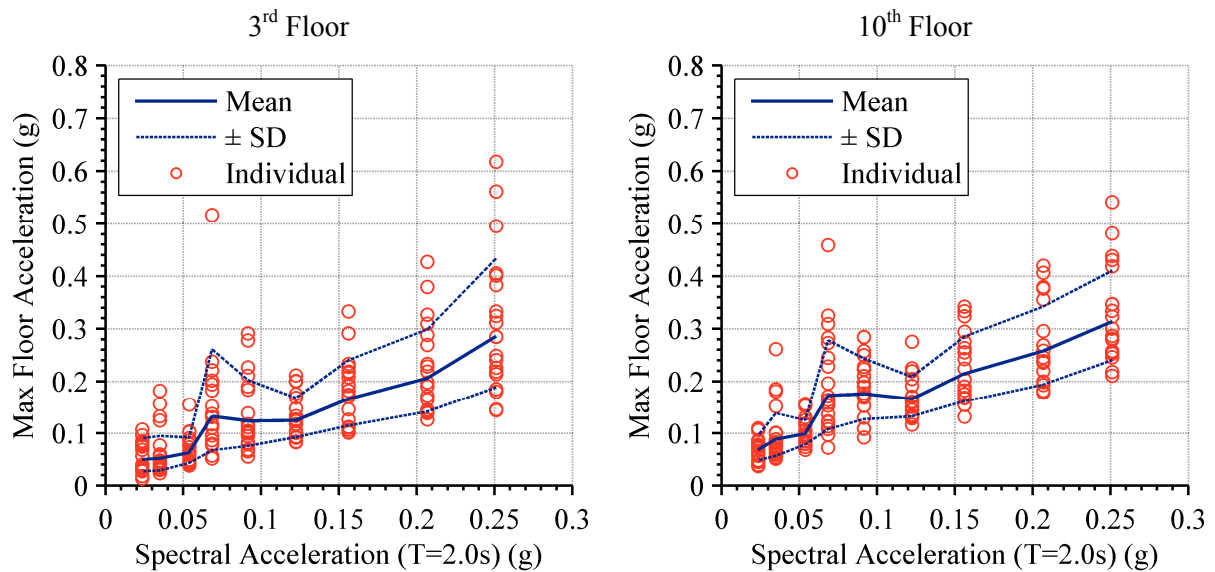 3rd Floor
0.8
0.7
0.6
0.5
0.4
0.3
0.2
0.1
0
Max Floor Acceleration (g)
Mean
± SD
Individual
0 0.05 0.1 0.15 0.2 0.25 0.3
Spectral Acceleration (T=2.0s) (g)
10th Floor
0.8
0.7
0.6
0.5
0.4
0.3
0.2
0.1
0
Max Floor Acceleration (g)
Mean
± SD
Individual
0 0.05 0.1 0.15 0.2 0.25 0.3
Spectral Acceleration (T=2.0s) (g)